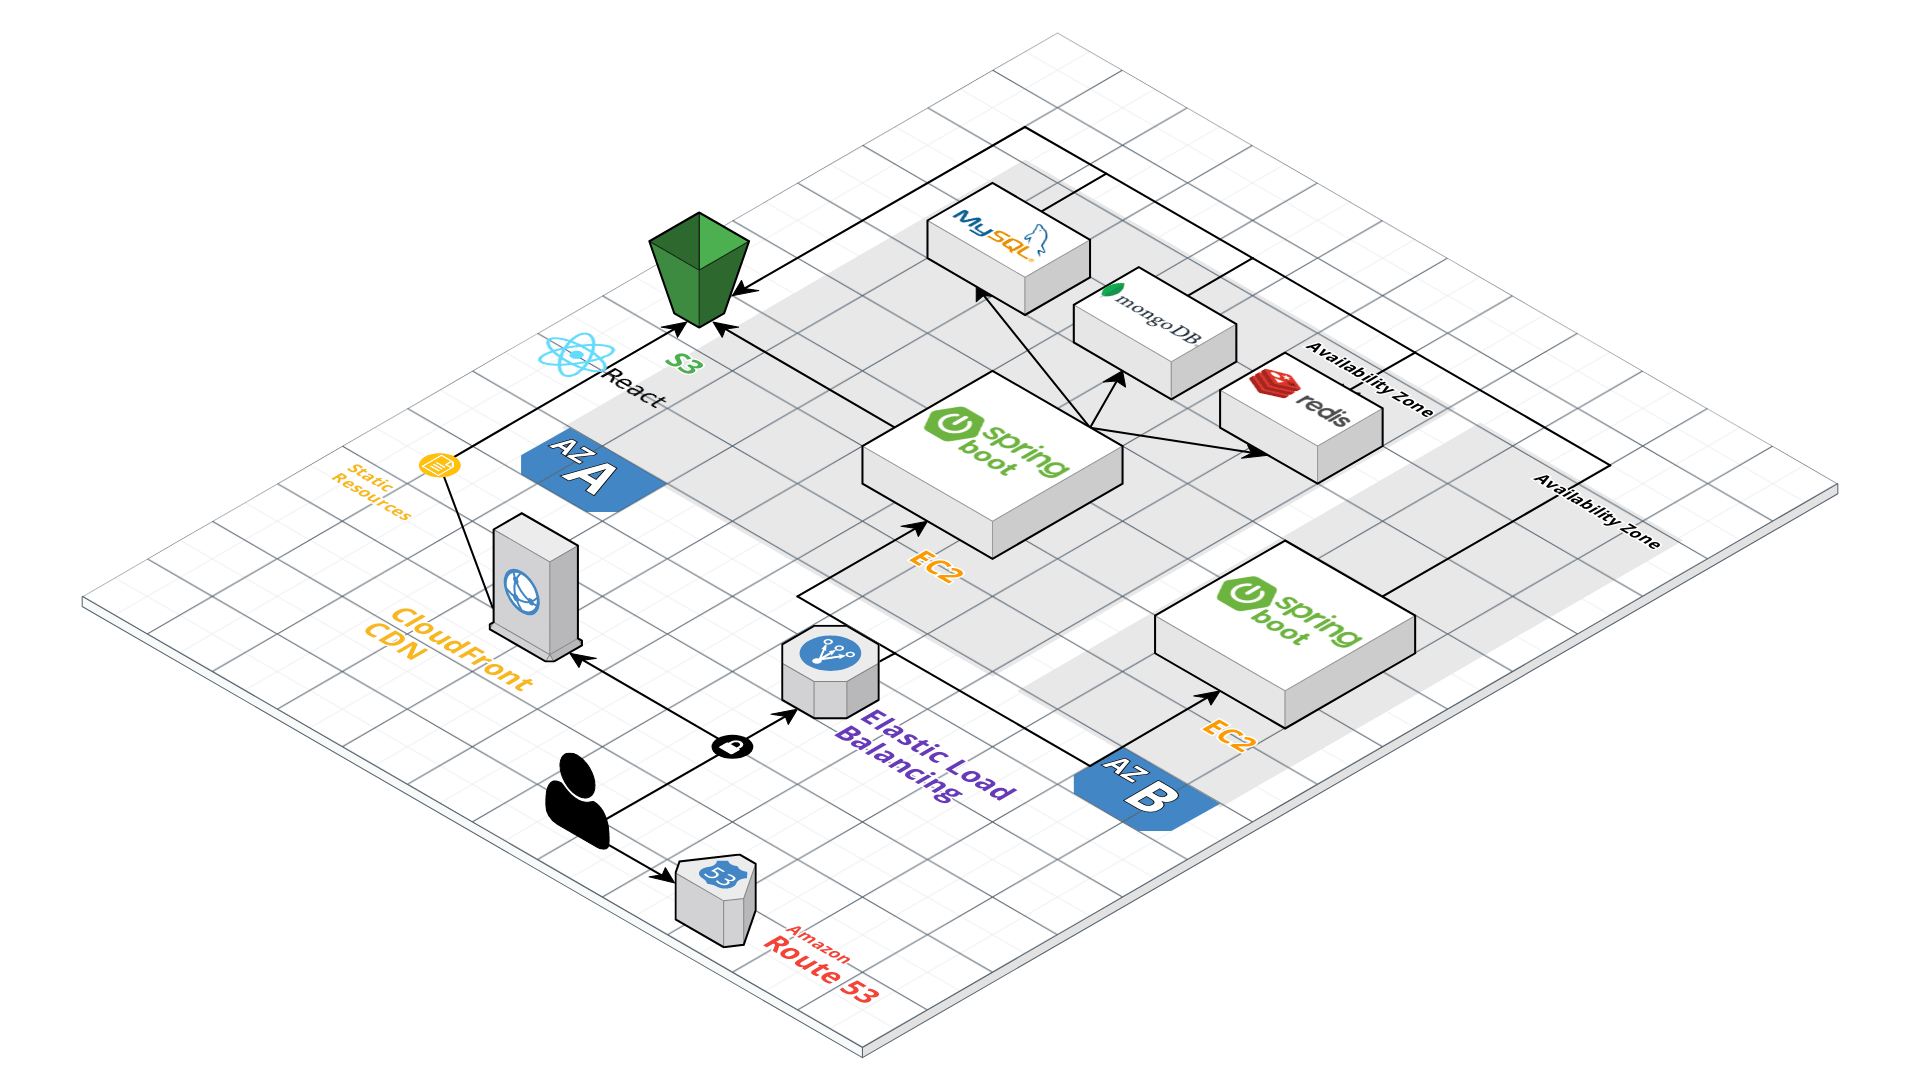 MySQL
mongoDB
redis
Availability Zone
S3
React
spring
boot
AZ A
Static
Resources
Availability Zone
EC2
spring
boot
CloudFront
CDN
EC2
Elastic Load
Balancing
AZ B
53
Amazon
Route 53